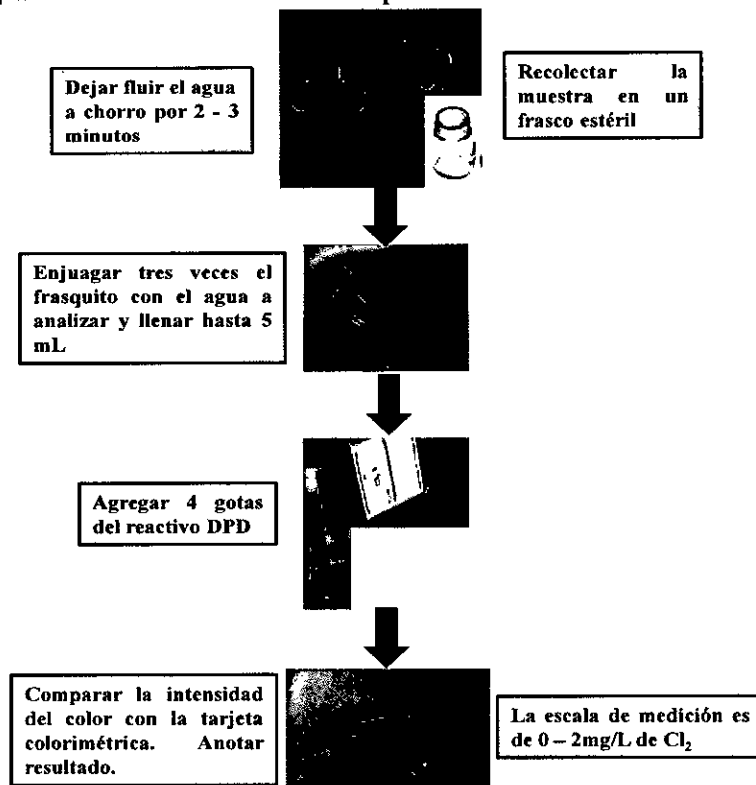 Dejar fluir el agua
a chorro por 2 - 3
minutos
Recolectar la
muestra en un
frasco estéril
Enjuagar tres veces el
frasquito con el agua a
analizar y llenar hasta 5
mL
Agregar 4 gotas
del reactivo DPD
Comparar la intensidad
del color con la tarjeta
colorimétrica. Anotar
resultado.
La escala de medición es
de 0 – 2mg/L de Cl₂